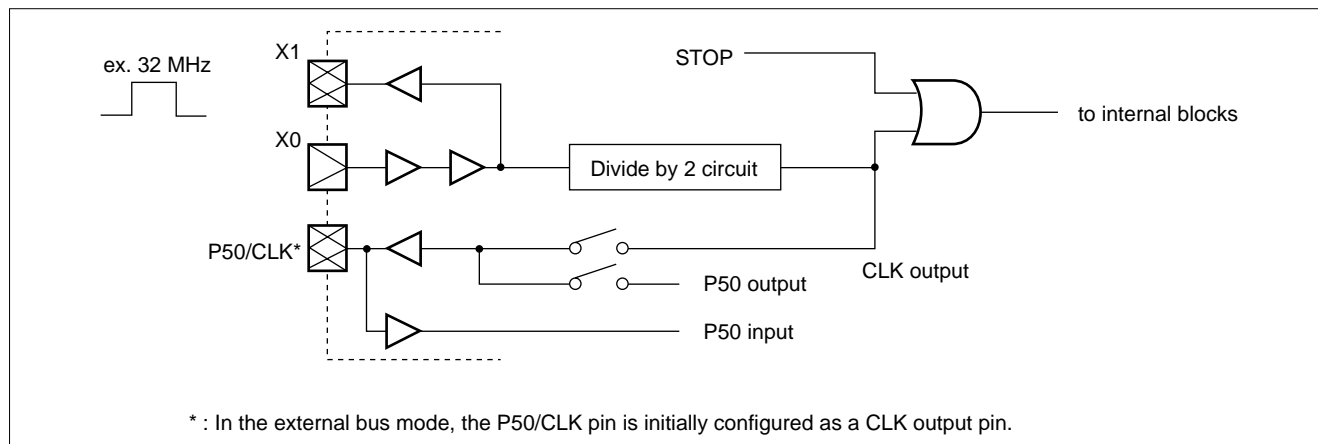 X1
STOP
ex. 32 MHz
to internal blocks
X0
Divide by 2 circuit
P50/CLK*
CLK output
P50 output
P50 input
* : In the external bus mode, the P50/CLK pin is initially configured as a CLK output pin.